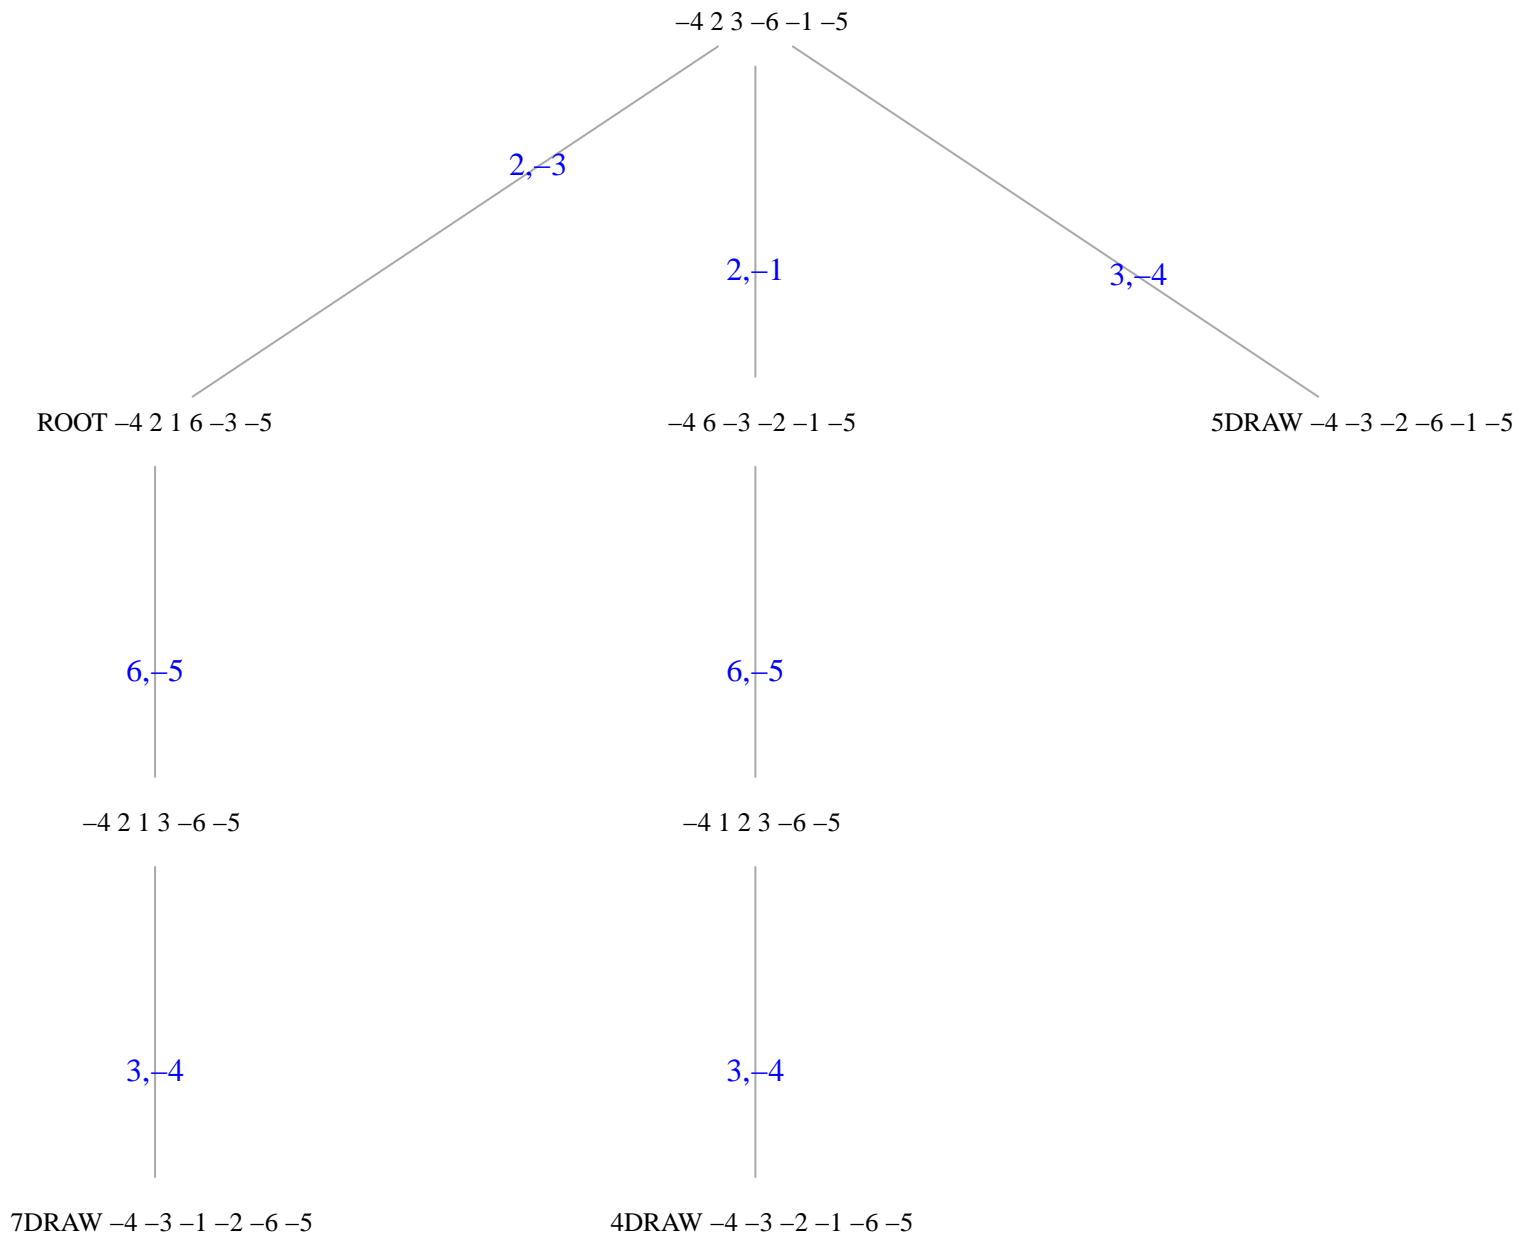 –4 2 3 –6 –1 –5
2,–3
2,–1
3,–4
ROOT –4 2 1 6 –3 –5
–4 6 –3 –2 –1 –5
5DRAW –4 –3 –2 –6 –1 –5
6,–5
6,–5
–4 2 1 3 –6 –5
–4 1 2 3 –6 –5
3,–4
3,–4
7DRAW –4 –3 –1 –2 –6 –5
4DRAW –4 –3 –2 –1 –6 –5